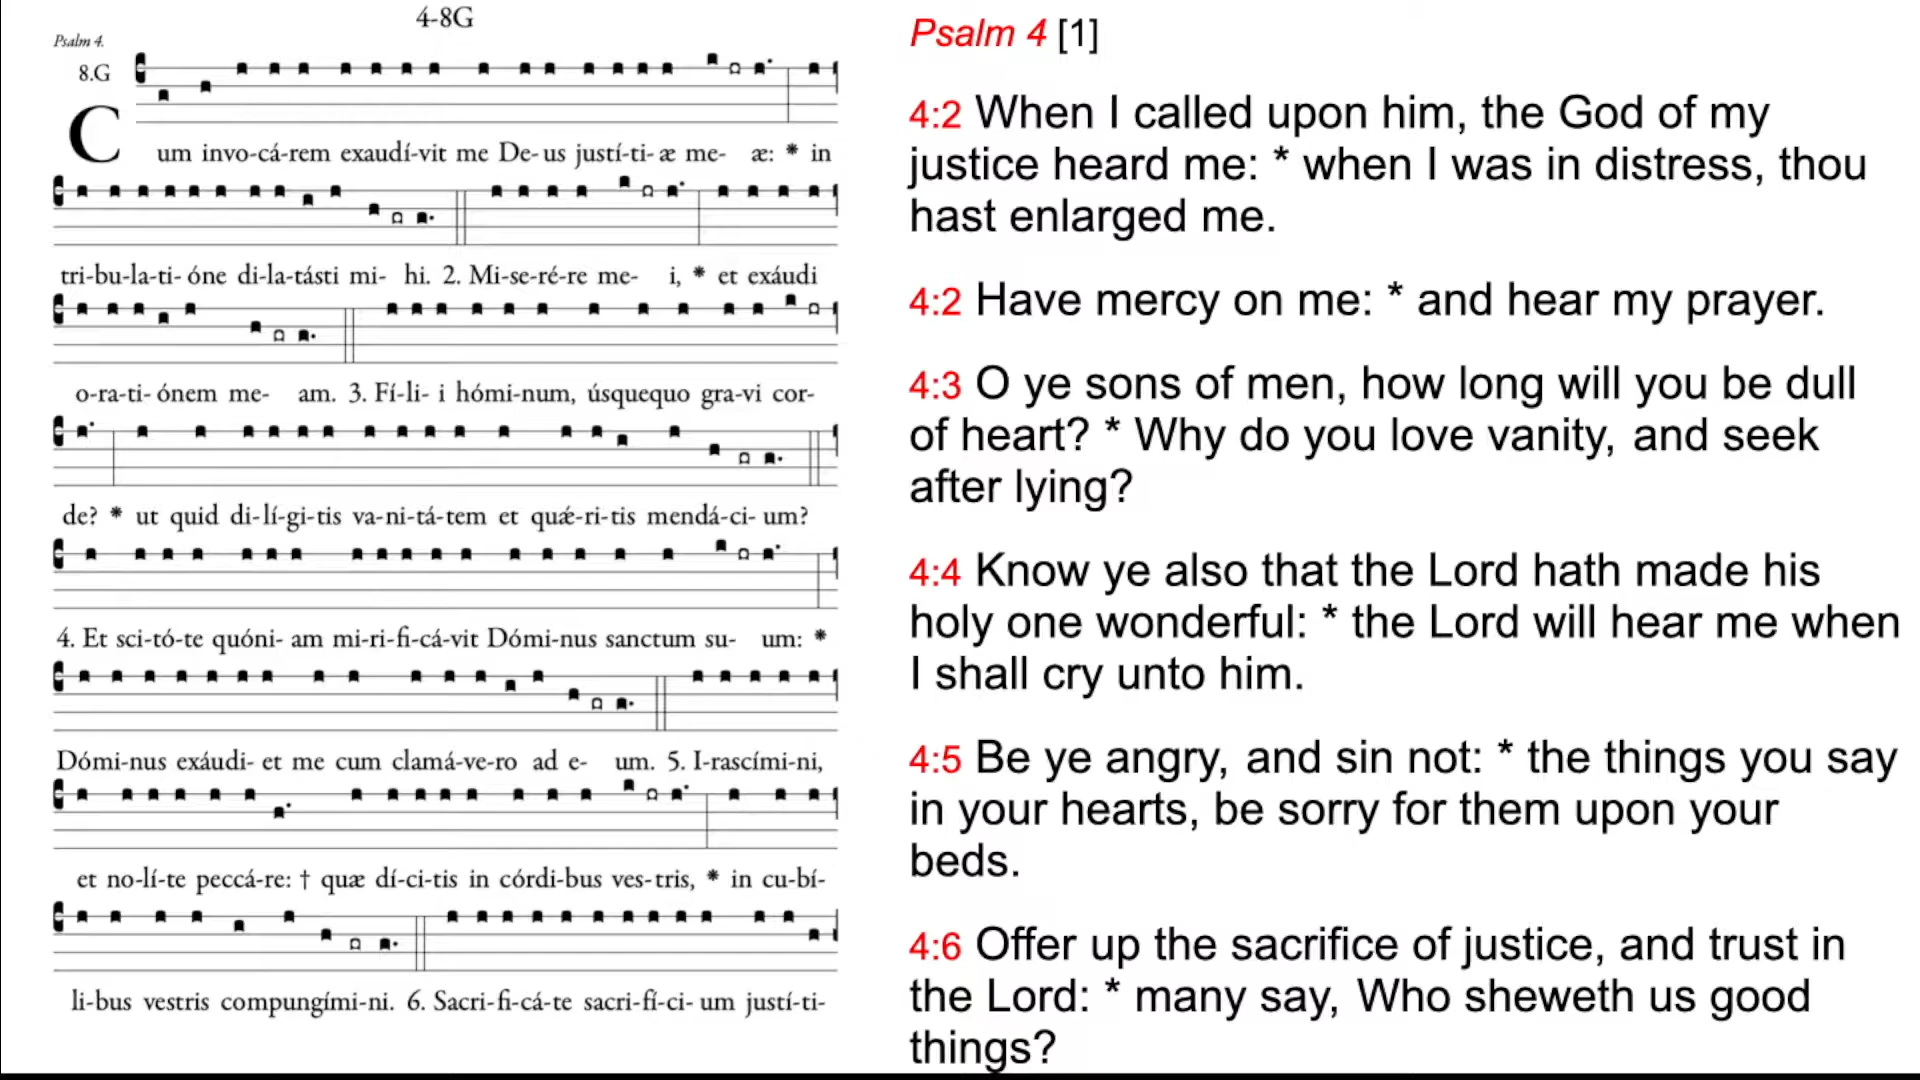 4-8G
Psalm 4.
8.G
Cum invo-cá-rem exaudí-vit me De-us justí-ti-æ me- æ: * in
tri-bu-la-ti-óne di-la-tásti mi- hi. 2. Mi-se-ré-re me- i, * et exáudi
o-ra-ti-ónem me- am. 3. Fí-li-i hómi-num, úsquequo gra-vi cor-
de? * ut quid di-lí-gi-tis va-ni-tá-tem et quǽ-ri-tis mendá-ci-um?
4. Et sci-tó-te quóni-am mi-ri-fi-cá-vit Dómi-nus sanctum su- um: *
Dómi-nus exáudi-et me cum clamá-ve-ro ad e- um. 5. I-rascími-ni,
et no-lí-te peccá-re: † quæ dí-ci-tis in córdi-bus ves-tris, * in cu-bí-
li-bus vestris compungími-ni. 6. Sacri-fi-cá-te sacri-fí-ci-um justí-ti-
Psalm 4 [1]
4:2 When I called upon him, the God of my
justice heard me: * when I was in distress, thou
hast enlarged me.
4:2 Have mercy on me: * and hear my prayer.
4:3 O ye sons of men, how long will you be dull
of heart? * Why do you love vanity, and seek
after lying?
4:4 Know ye also that the Lord hath made his
holy one wonderful: * the Lord will hear me when
I shall cry unto him.
4:5 Be ye angry, and sin not: * the things you say
in your hearts, be sorry for them upon your
beds.
4:6 Offer up the sacrifice of justice, and trust in
the Lord: * many say, Who sheweth us good
things?